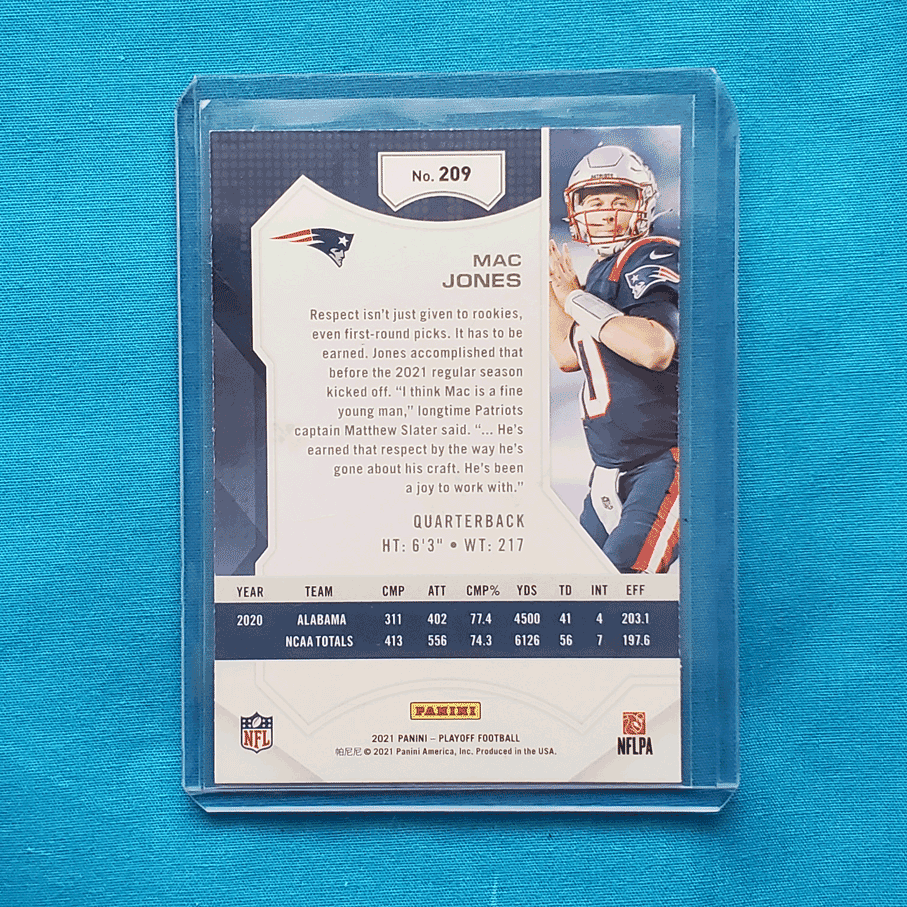 No. 209
PATRIOTS
MAC
JONES
Respect isn't just given to rookies,
even first-round picks. It has to be
earned. Jones accomplished that
before the 2021 regular season
kicked off. “I think Mac is a fine
young man,” longtime Patriots
captain Matthew Slater said. “... He's
earned that respect by the way he's
gone about his craft. He's been
a joy to work with.”
QUARTERBACK
HT: 6'3" • WT: 217
YEAR TEAM CMP ATT CMP% YDS TD INT EFF
2020 ALABAMA 311 402 77.4 4500 41 4 203.1
NCAA TOTALS 413 556 74.3 6126 56 7 197.6
PANINI
2021 PANINI – PLAYOFF FOOTBALL
帕尼尼 © 2021 Panini America, Inc. Produced in the USA.
NFL
NFLPA